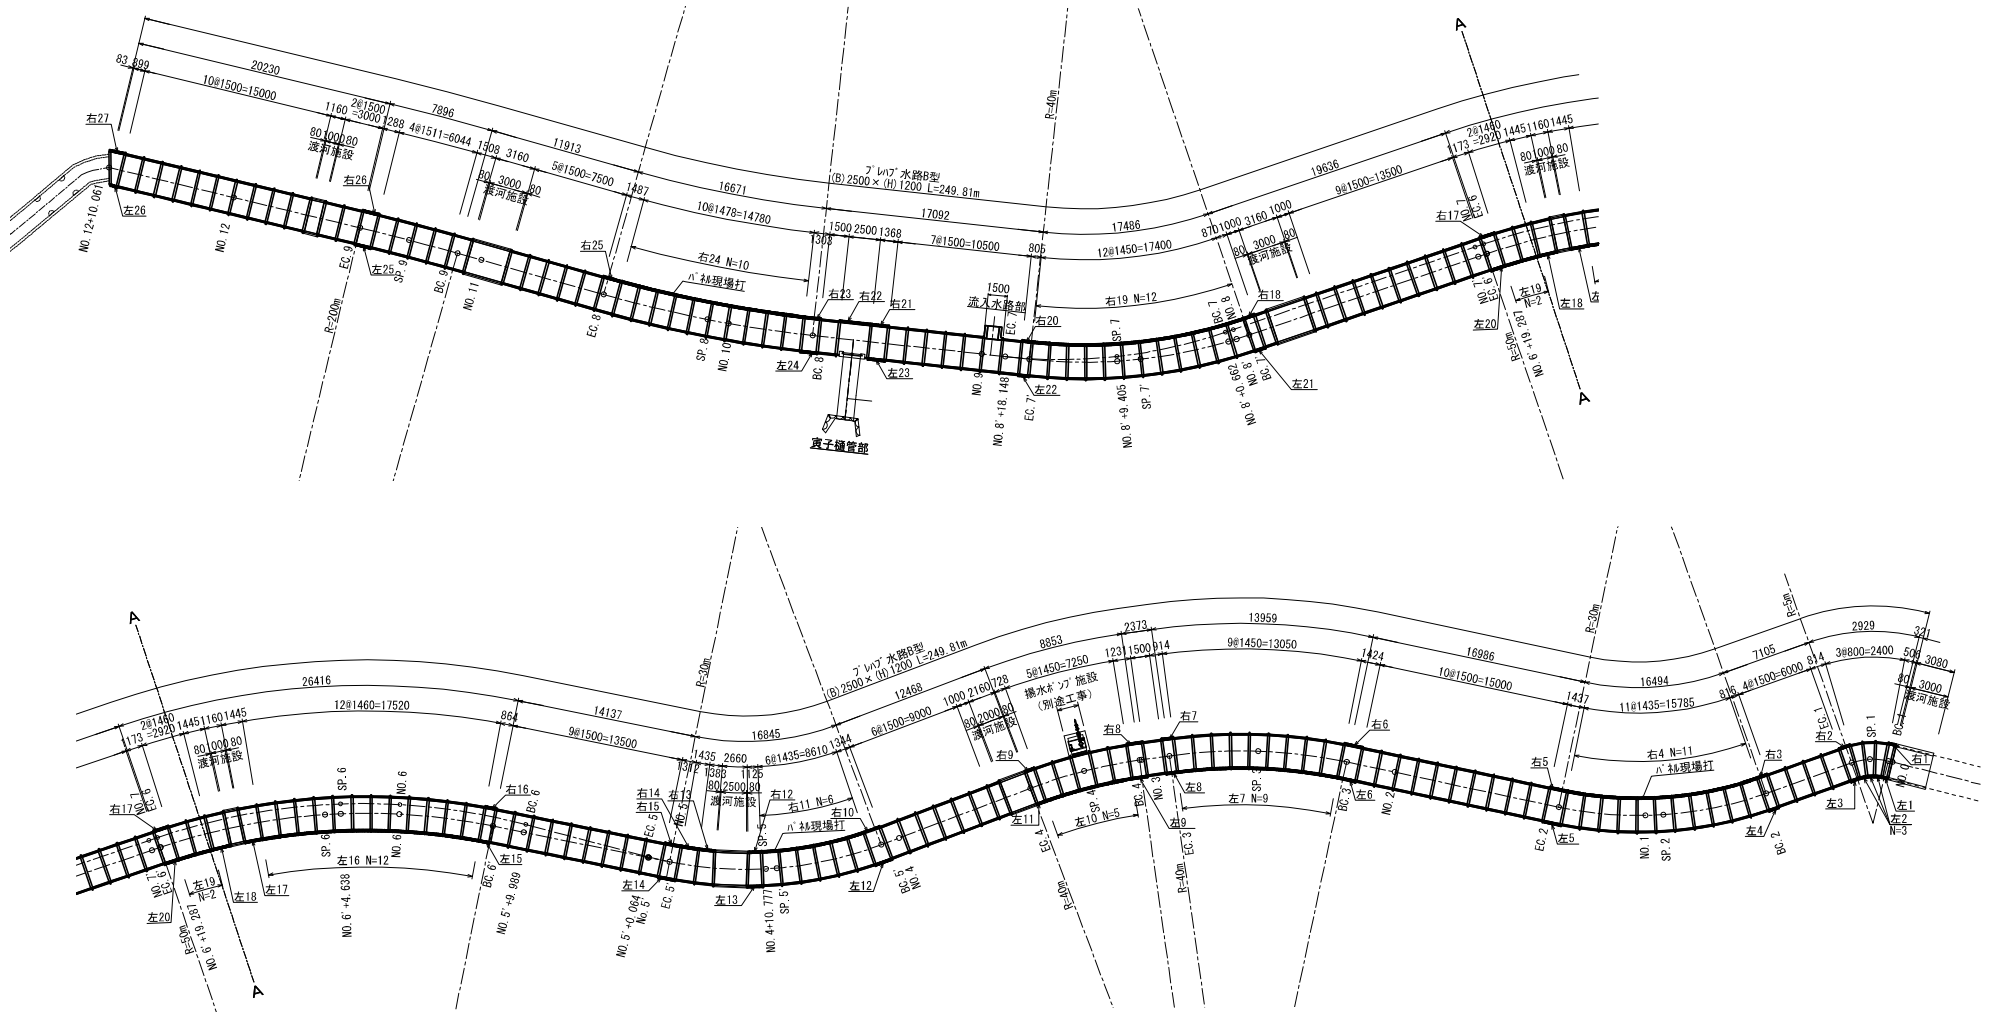 A
20230
83 899
10@1500=15000
1160
2@1500
=3000
1288
7896
4@1511=6044
80 1000 80
渡河施設
1508
3160
11913
5@1500=7500
80 3000 80
渡河施設
1487
16671
10@1478=14780
R=40m
プレハブ水路B型
(B)2500×(H)1200 L=249.81m
17092
1303
1500
2500
1368
7@1500=10500
805
17486
12@1450=17400
870
1000
3160
1000
80 3000 80
渡河施設
19636
9@1500=13500
1173
2@1460
=2920
1445
1160
1445
80 1000 80
渡河施設
右27
右26
右25
右24 N=10
パネル現場打
右23
右22
右21
1500
流入水路部
右20
右19 N=12
右18
右17
左26
左25
左24
左23
左22
左21
左20
左19
N=2
左18
NO.12+10.061
NO.12
EC.9
SP.9
BC.9
NO.11
R=200m
EC.8
SP.8
NO.10
BC.8
NO.9
NO.8'+18.148
EC.7
EC.7'
SP.7
NO.8'+9.405
SP.7'
BC.7
NO.8
NO.8'+0.662
NO.8'
BC.7'
NO.7
EC.6
NO.7'
EC.6'
R=50m
NO.6'+19.287
寅子樋管部
A
A
26416
2@1460
1173
=2920
1445
1160
1445
80 1000 80
渡河施設
12@1460=17520
864
14137
9@1500=13500
R=30m
1312
1435
1383
2660
1125
80 2500 80
渡河施設
16845
6@1435=8610
1344
プレハブ水路B型
(B)2500×(H)1200 L=249.81m
12468
6@1500=9000
1000
2160
728
80 2000 80
渡河施設
8853
5@1450=7250
揚水ポンプ施設
(別途工事)
2373
1231
1500
914
13959
9@1450=13050
1424
16986
10@1500=15000
1437
R=30m
16494
11@1435=15785
816
7105
4@1500=6000
814
R=5m
2929
3@800=2400
321
506
3080
80 3000 80
渡河施設
右17
右16
右15
右14
右13
右12
右11 N=6
パネル現場打
右10
右9
右8
右7
右6
右5
右4 N=11
パネル現場打
右3
右2
右1
左20
左19
N=2
左18
左17
左16 N=12
左15
左14
左13
左12
左11
左10 N=5
左9
左8
左7 N=9
左6
左5
左4
左3
左2
N=3
左1
NO.7
EC.6
NO.7'
EC.6'
R=50m
NO.6'+19.287
SP.6
NO.6
SP.6'
NO.6'
NO.6'+4.638
BC.6
BC.6'
NO.5'+9.989
EC.5
NO.5
NO.5'+0.064
No.5'
EC.5'
SP.5
NO.4+10.777
SP.5'
BC.5'
NO.4
EC.4
R=40m
SP.4
BC.4
NO.3
EC.3
R=40m
SP.3
BC.3
NO.2
EC.2
NO.1
SP.2
BC.2
EC.1
SP.1
BC.1
NO.0
A